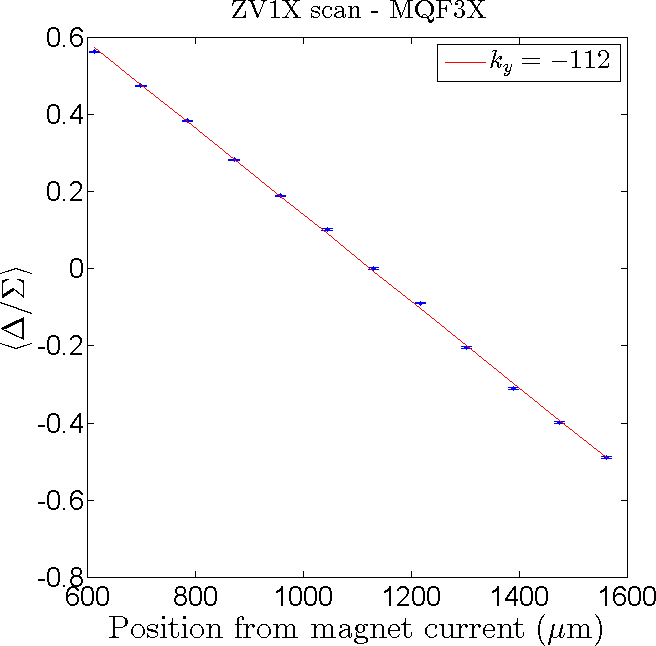 ZV1X scan - MQF3X
k_y = −112
0.6
0.4
0.2
0
-0.2
-0.4
-0.6
-0.8
⟨Δ/Σ⟩
600 800 1000 1200 1400 1600
Position from magnet current (μm)